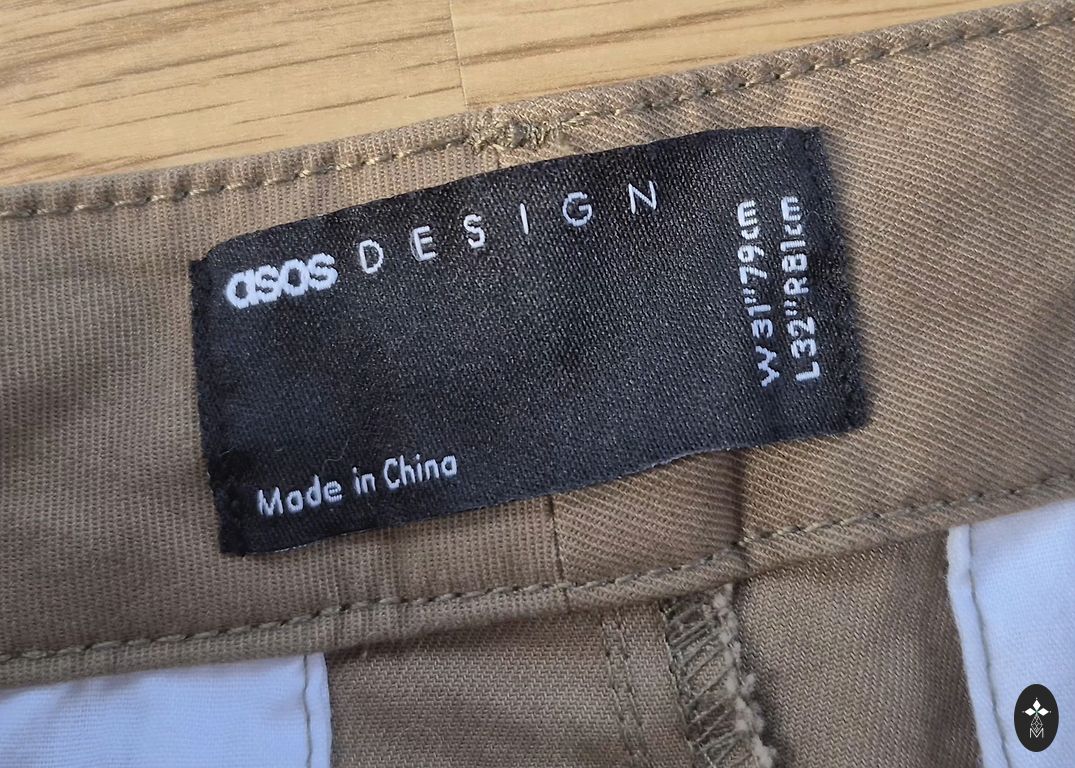 asos DESIGN
W31"79cm
L32"R81cm
Made in China
M